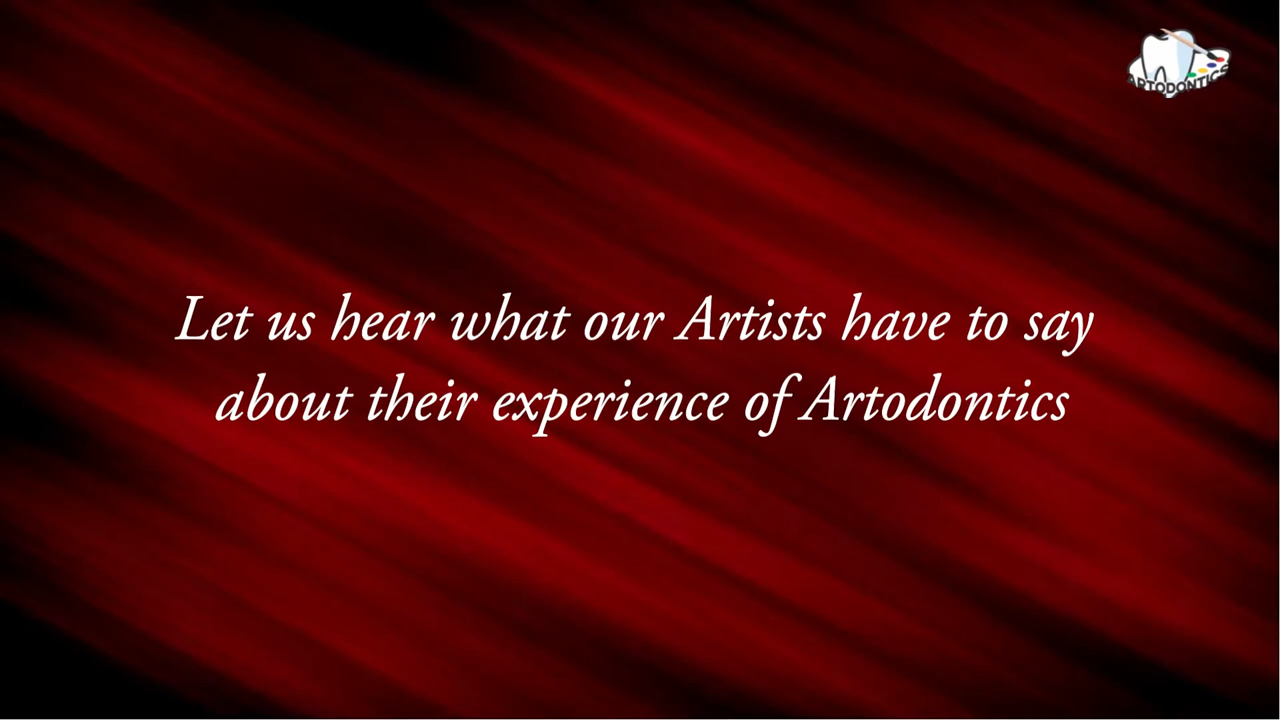 ARTODONTICS
Let us hear what our Artists have to say
about their experience of Artodontics